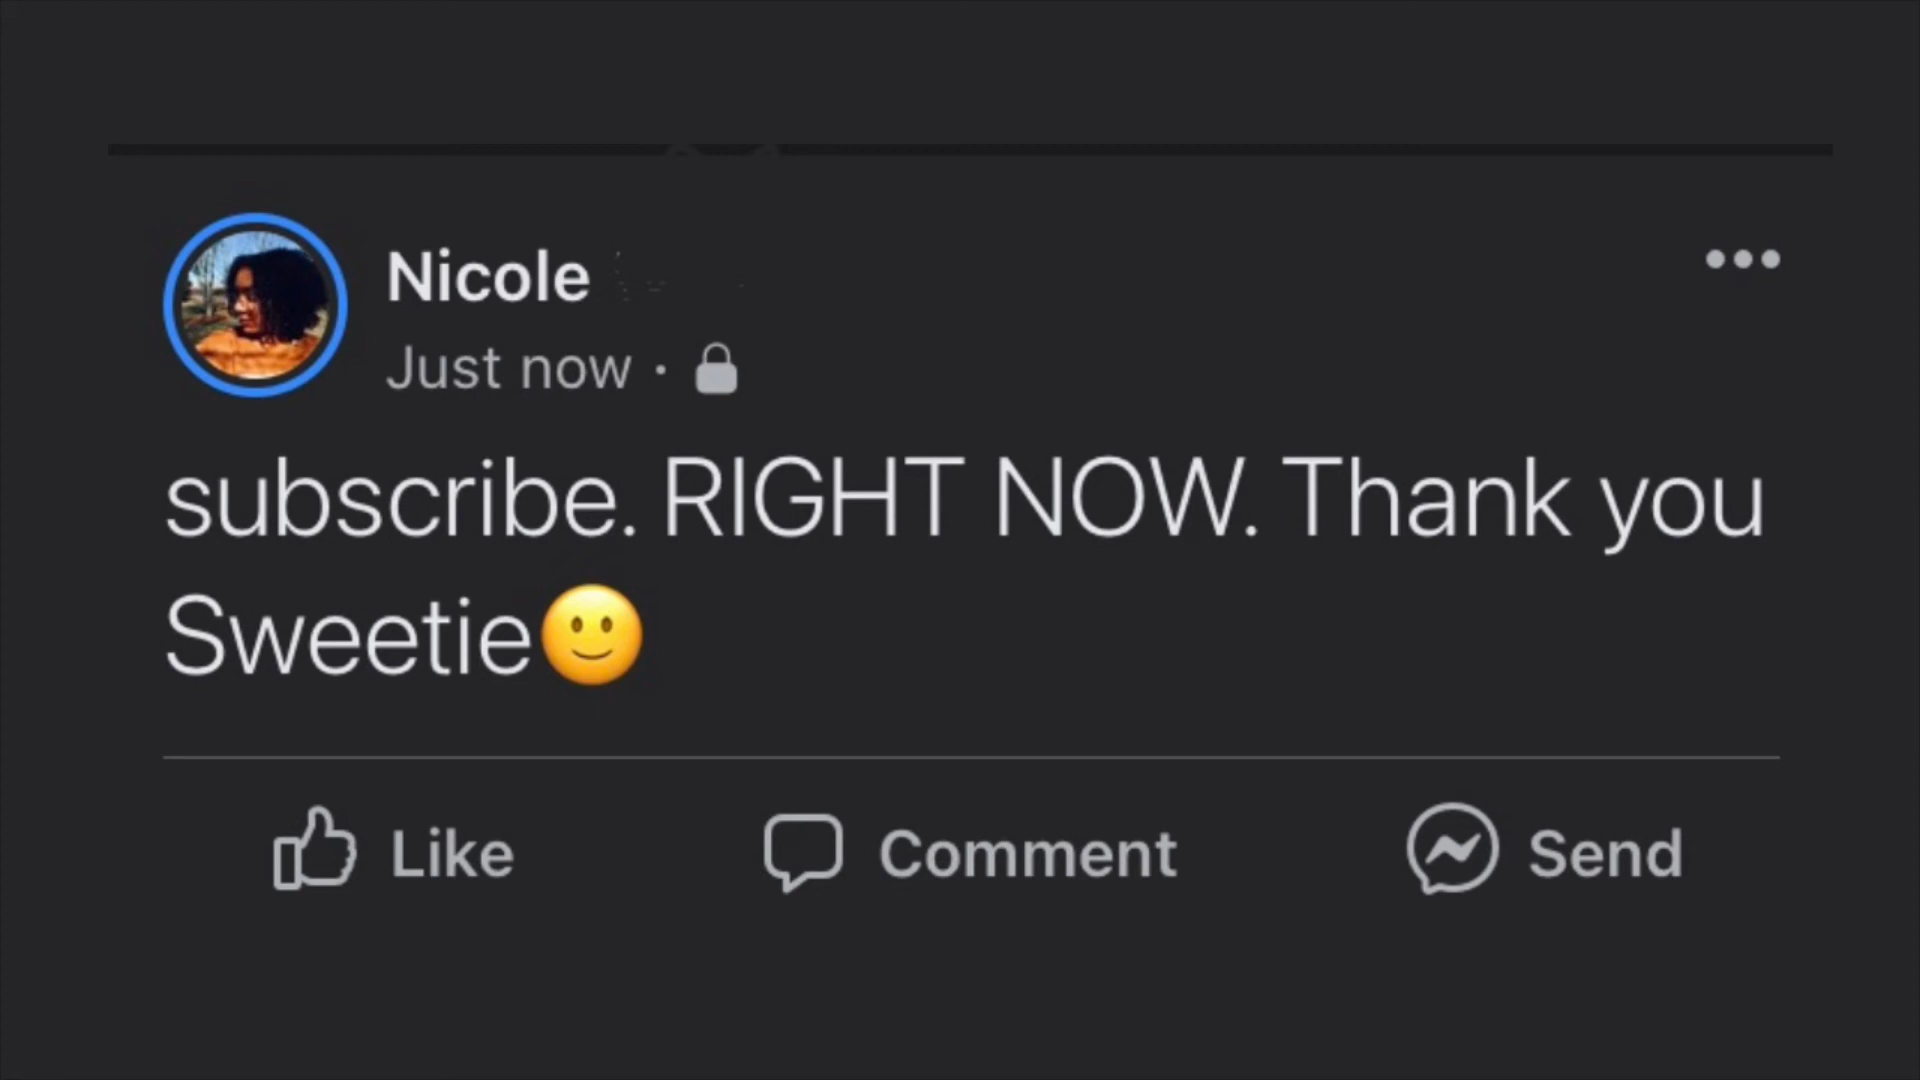 Nicole
Just now ·
subscribe. RIGHT NOW. Thank you
Sweetie🙂
Like
Comment
Send